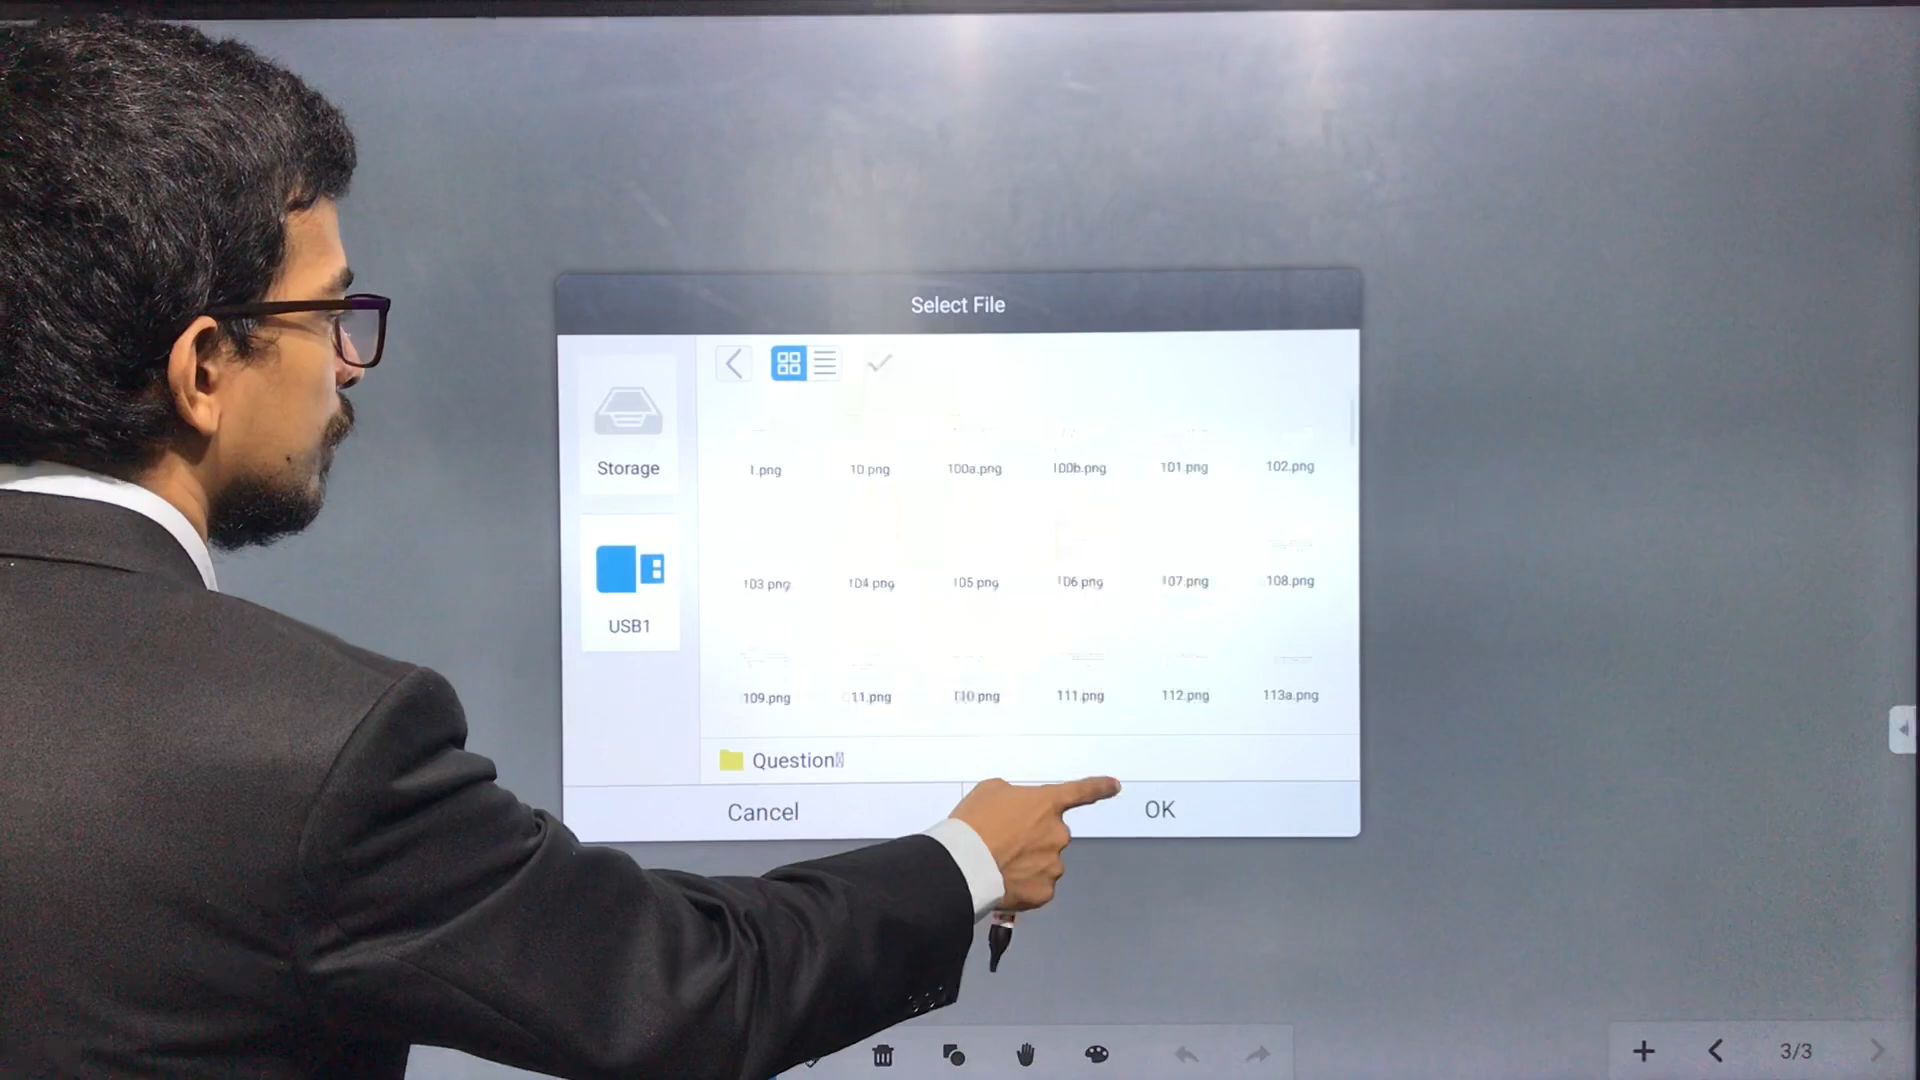 Select File
Storage
USB1
1.png 10.png 100a.png 100b.png 101.png 102.png
103.png 104.png 105.png 106.png 107.png 108.png
109.png 11.png 110.png 111.png 112.png 113a.png
Question
Cancel OK
3/3